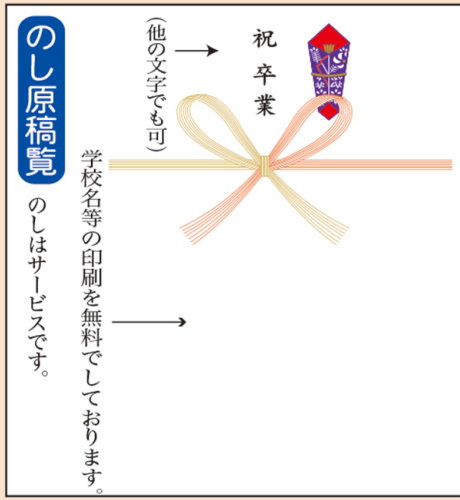 祝卒業
(他の文字でも可)
学校名等の印刷を無料でしております。
のし原稿覧
のしはサービスです。